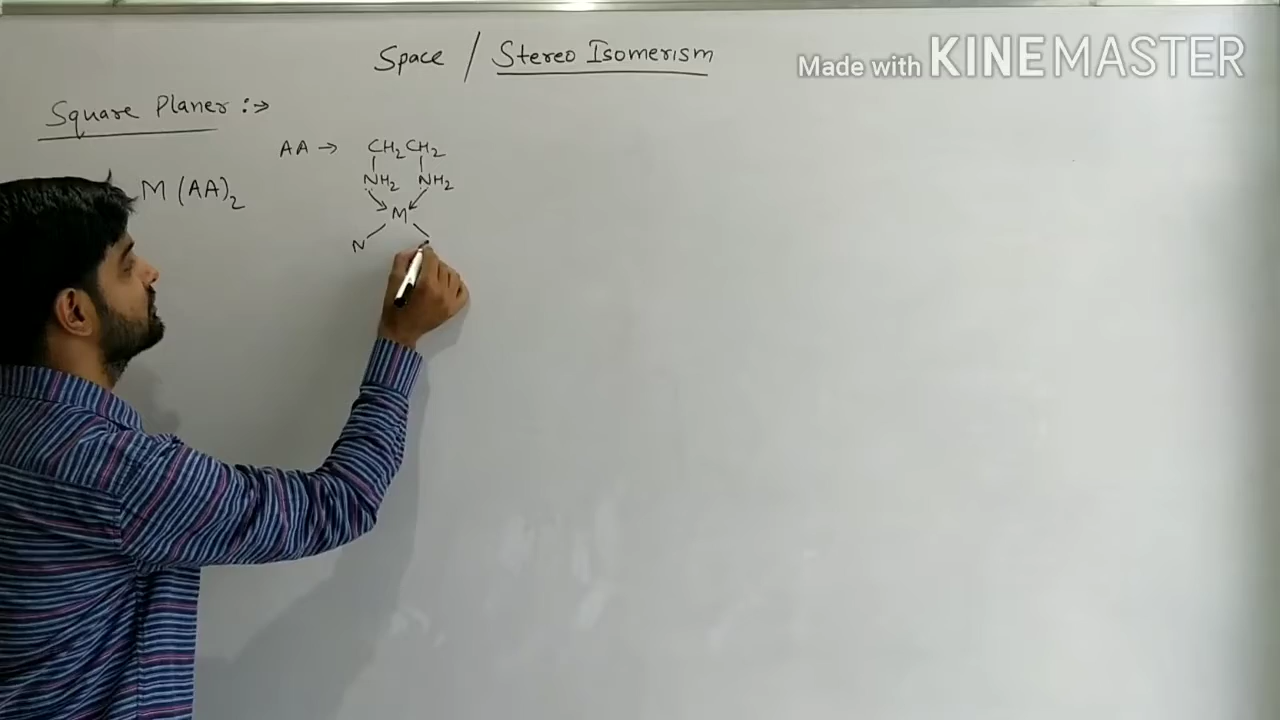 Space / Stereo Isomerism
Made with KINEMASTER
Square Planer :->
AA → CH2 CH2
NH2 NH2
M (AA)2
M
N